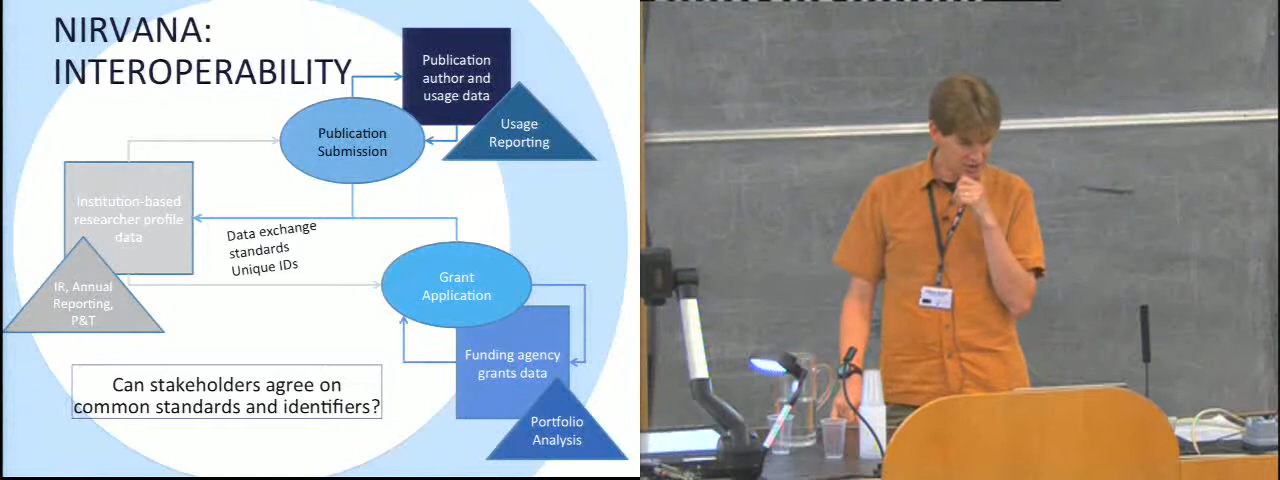 NIRVANA:
INTEROPERABILITY
Publication
author and
usage data
Usage
Reporting
Publication
Submission
Institution-based
researcher profile
data
Data exchange
standards
Unique IDs
IR, Annual
Reporting,
P&T
Grant
Application
Funding agency
grants data
Portfolio
Analysis
Can stakeholders agree on
common standards and identifiers?